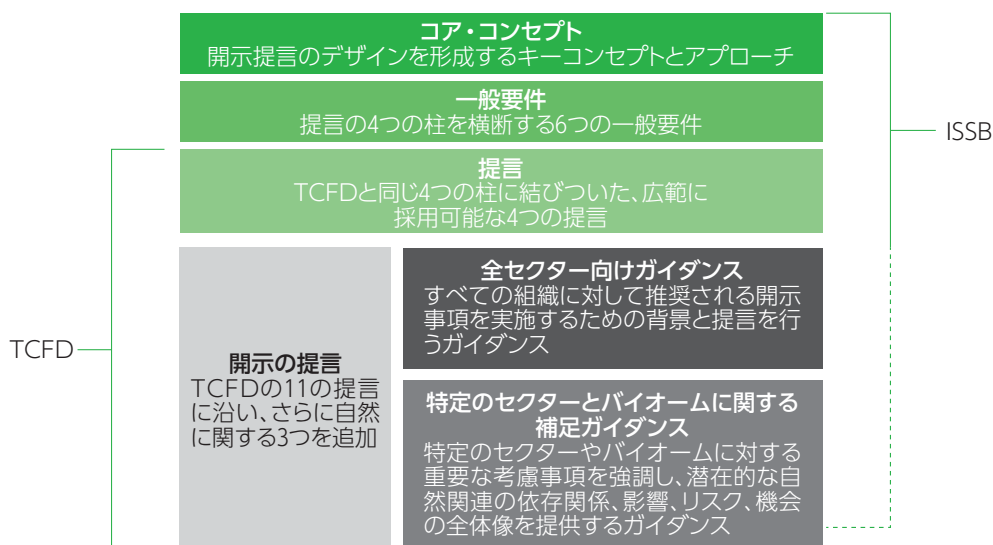 コア・コンセプト
開示提言のデザインを形成するキーコンセプトとアプローチ
一般要件
提言の4つの柱を横断する6つの一般要件
ISSB
提言
TCFDと同じ4つの柱に結びついた、広範に
採用可能な4つの提言
TCFD
開示の提言
TCFDの11の提言
に沿い、さらに自然
に関する3つを追加
全セクター向けガイダンス
すべての組織に対して推奨される開示
事項を実施するための背景と提言を行
うガイダンス
特定のセクターとバイオームに関する
補足ガイダンス
特定のセクターやバイオームに対する
重要な考慮事項を強調し、潜在的な自
然関連の依存関係、影響、リスク、機会
の全体像を提供するガイダンス